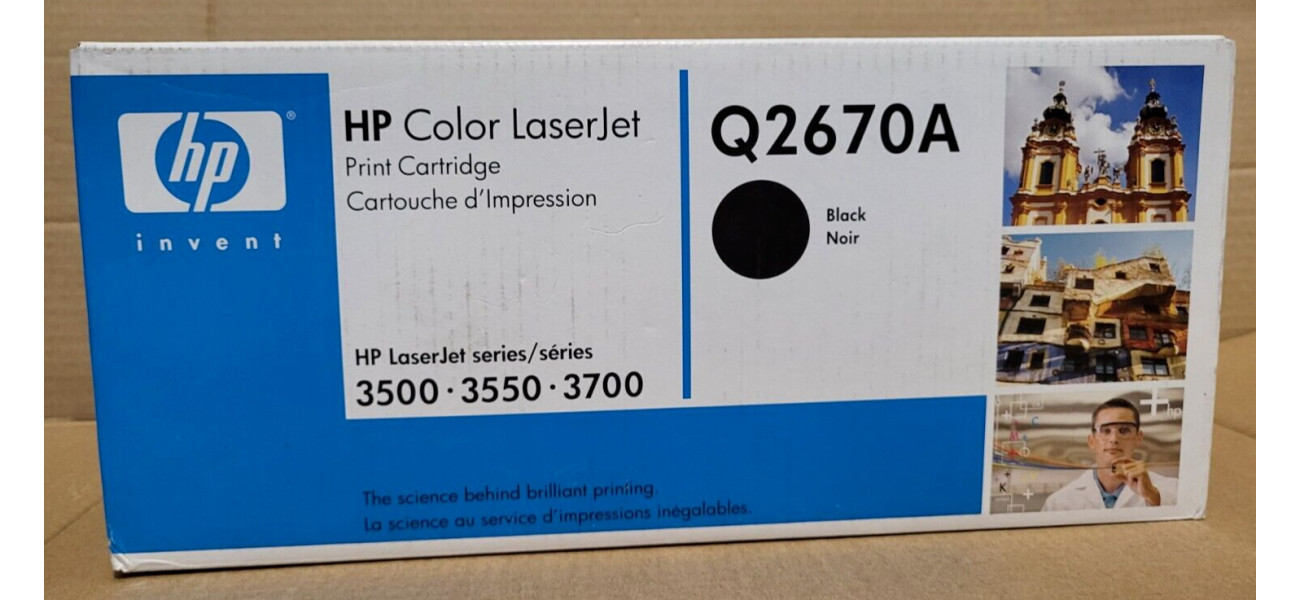 hp
®
invent
HP Color LaserJet
Print Cartridge
Cartouche d'Impression
HP LaserJet series/séries
3500 · 3550 · 3700
Q2670A
Black
Noir
The science behind brilliant printing.
La science au service d'impressions inégalables.
hp
C
M
K